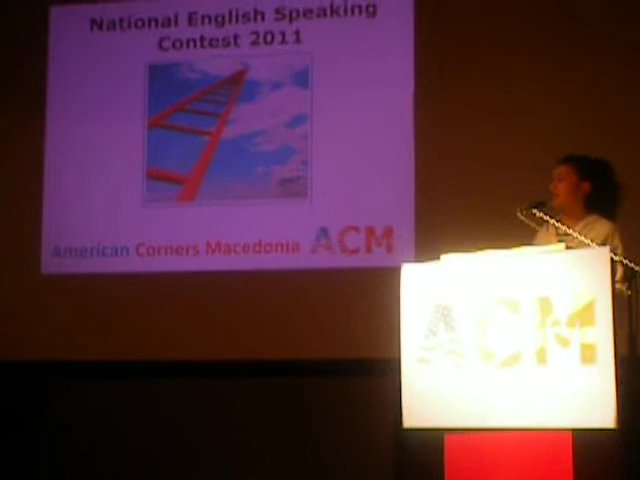 National English Speaking
Contest 2011
American Corners Macedonia ACM
ACM